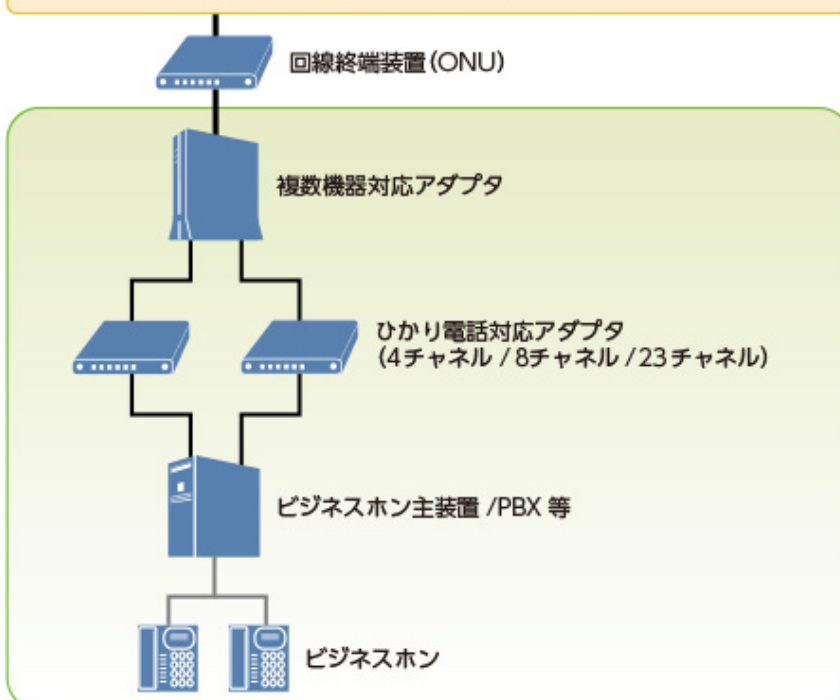 回線終端装置(ONU)
複数機器対応アダプタ
ひかり電話対応アダプタ
(4チャネル / 8チャネル / 23チャネル)
ビジネスホン主装置 /PBX 等
ビジネスホン